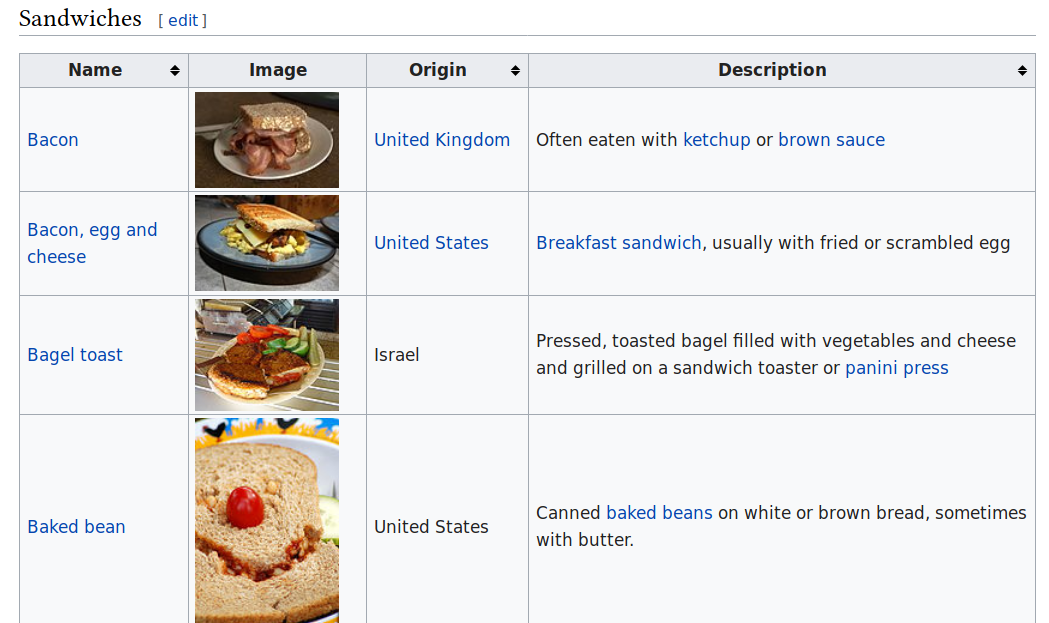 Sandwiches [ edit ]
Name Image Origin Description
Bacon United Kingdom Often eaten with ketchup or brown sauce
Bacon, egg and
cheese
United States Breakfast sandwich, usually with fried or scrambled egg
Bagel toast Israel
Pressed, toasted bagel filled with vegetables and cheese
and grilled on a sandwich toaster or panini press
Baked bean United States
Canned baked beans on white or brown bread, sometimes
with butter.